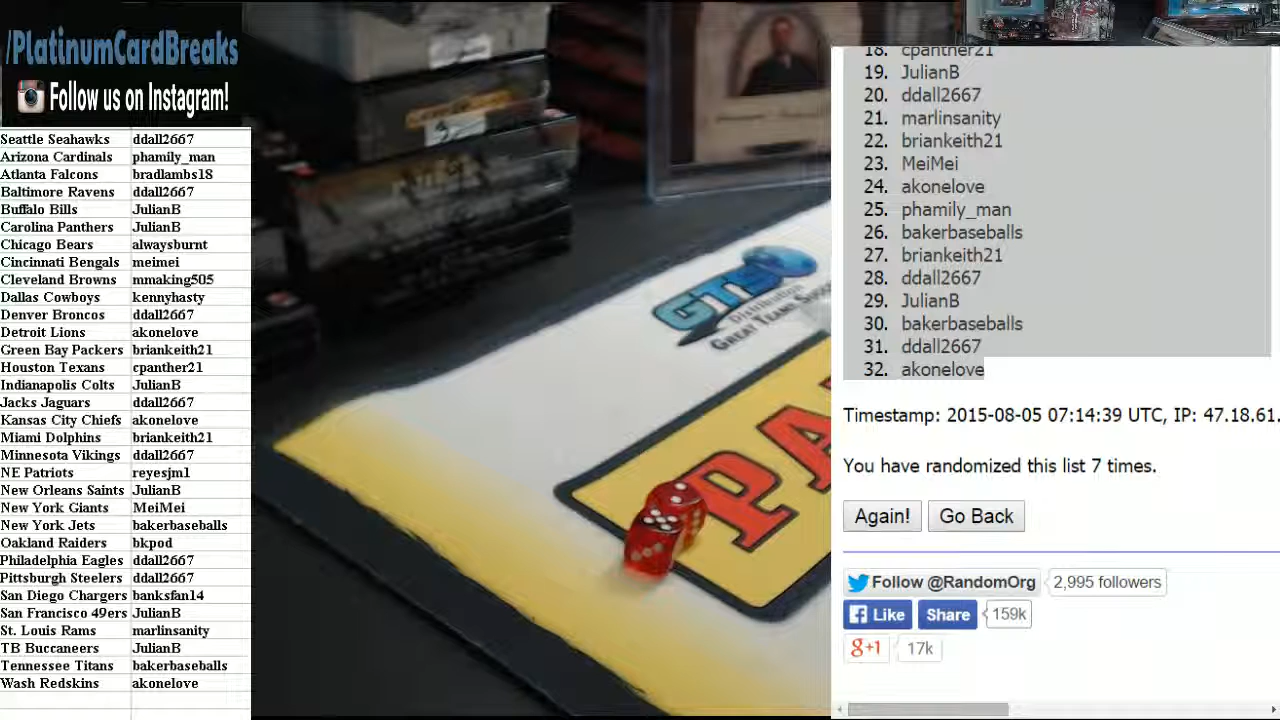 /PlatinumCardBreaks
Follow us on Instagram!
Seattle Seahawks ddall2667
Arizona Cardinals phamily_man
Atlanta Falcons bradlambs18
Baltimore Ravens ddall2667
Buffalo Bills JulianB
Carolina Panthers JulianB
Chicago Bears alwaysburnt
Cincinnati Bengals meimei
Cleveland Browns mmaking505
Dallas Cowboys kennyhasty
Denver Broncos ddall2667
Detroit Lions akonelove
Green Bay Packers briankeith21
Houston Texans cpanther21
Indianapolis Colts JulianB
Jacks Jaguars ddall2667
Kansas City Chiefs akonelove
Miami Dolphins briankeith21
Minnesota Vikings ddall2667
NE Patriots reyesjm1
New Orleans Saints JulianB
New York Giants MeiMei
New York Jets bakerbaseballs
Oakland Raiders bkpod
Philadelphia Eagles ddall2667
Pittsburgh Steelers ddall2667
San Diego Chargers banksfan14
San Francisco 49ers JulianB
St. Louis Rams marlinsanity
TB Buccaneers JulianB
Tennessee Titans bakerbaseballs
Wash Redskins akonelove
GTS
Distribution
GREAT TEAMS
PA
18. cpanther21
19. JulianB
20. ddall2667
21. marlinsanity
22. briankeith21
23. MeiMei
24. akonelove
25. phamily_man
26. bakerbaseballs
27. briankeith21
28. ddall2667
29. JulianB
30. bakerbaseballs
31. ddall2667
32. akonelove
Timestamp: 2015-08-05 07:14:39 UTC, IP: 47.18.61.
You have randomized this list 7 times.
Again! Go Back
Follow @RandomOrg 2,995 followers
Like Share 159k
g+1 17k